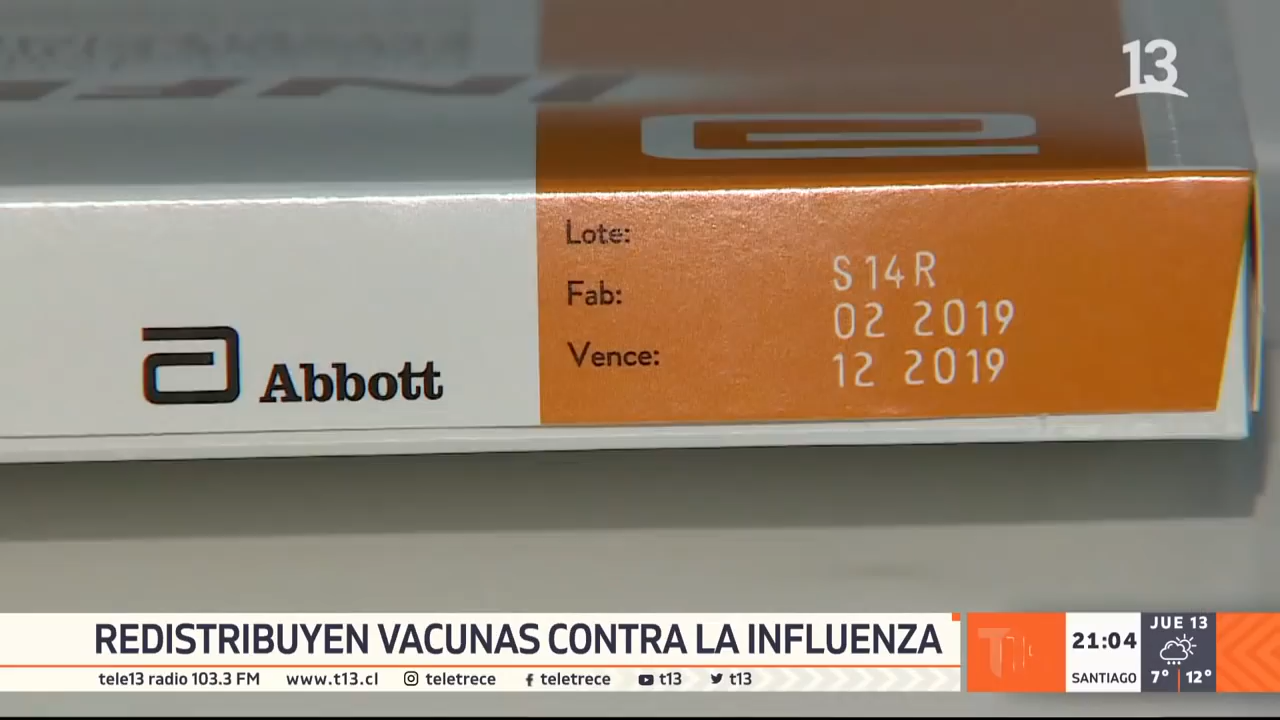 13
Lote:
Fab:
Vence:
S 14 R
02 2019
12 2019
Abbott
REDISTRIBUYEN VACUNAS CONTRA LA INFLUENZA
tele13 radio 103.3 FM www.t13.cl teletrece teletrece t13 t13
21:04
SANTIAGO
JUE 13
7° 12°